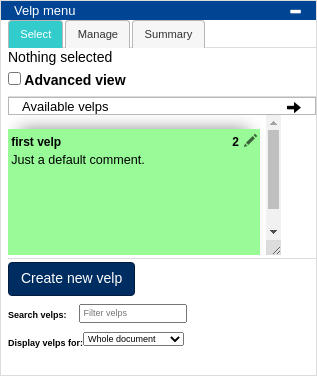 Velp menu
Select Manage Summary
Nothing selected
Advanced view
Available velps
first velp 2
Just a default comment.
Create new velp
Search velps: Filter velps
Display velps for: Whole document